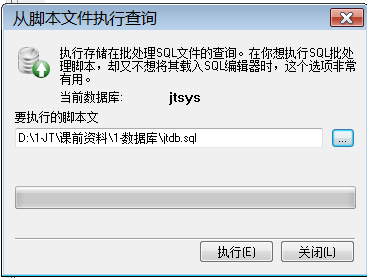 从脚本文件执行查询
执行存储在批处理SQL文件的查询。在你想执行SQL批处
理脚本，却又不想将其载入SQL编辑器时，这个选项非常
有用。
当前数据库: jtsys
要执行的脚本文
D:\1-JT\课前资料\1-数据库\jtdb.sql
...
执行(E) 关闭(L)